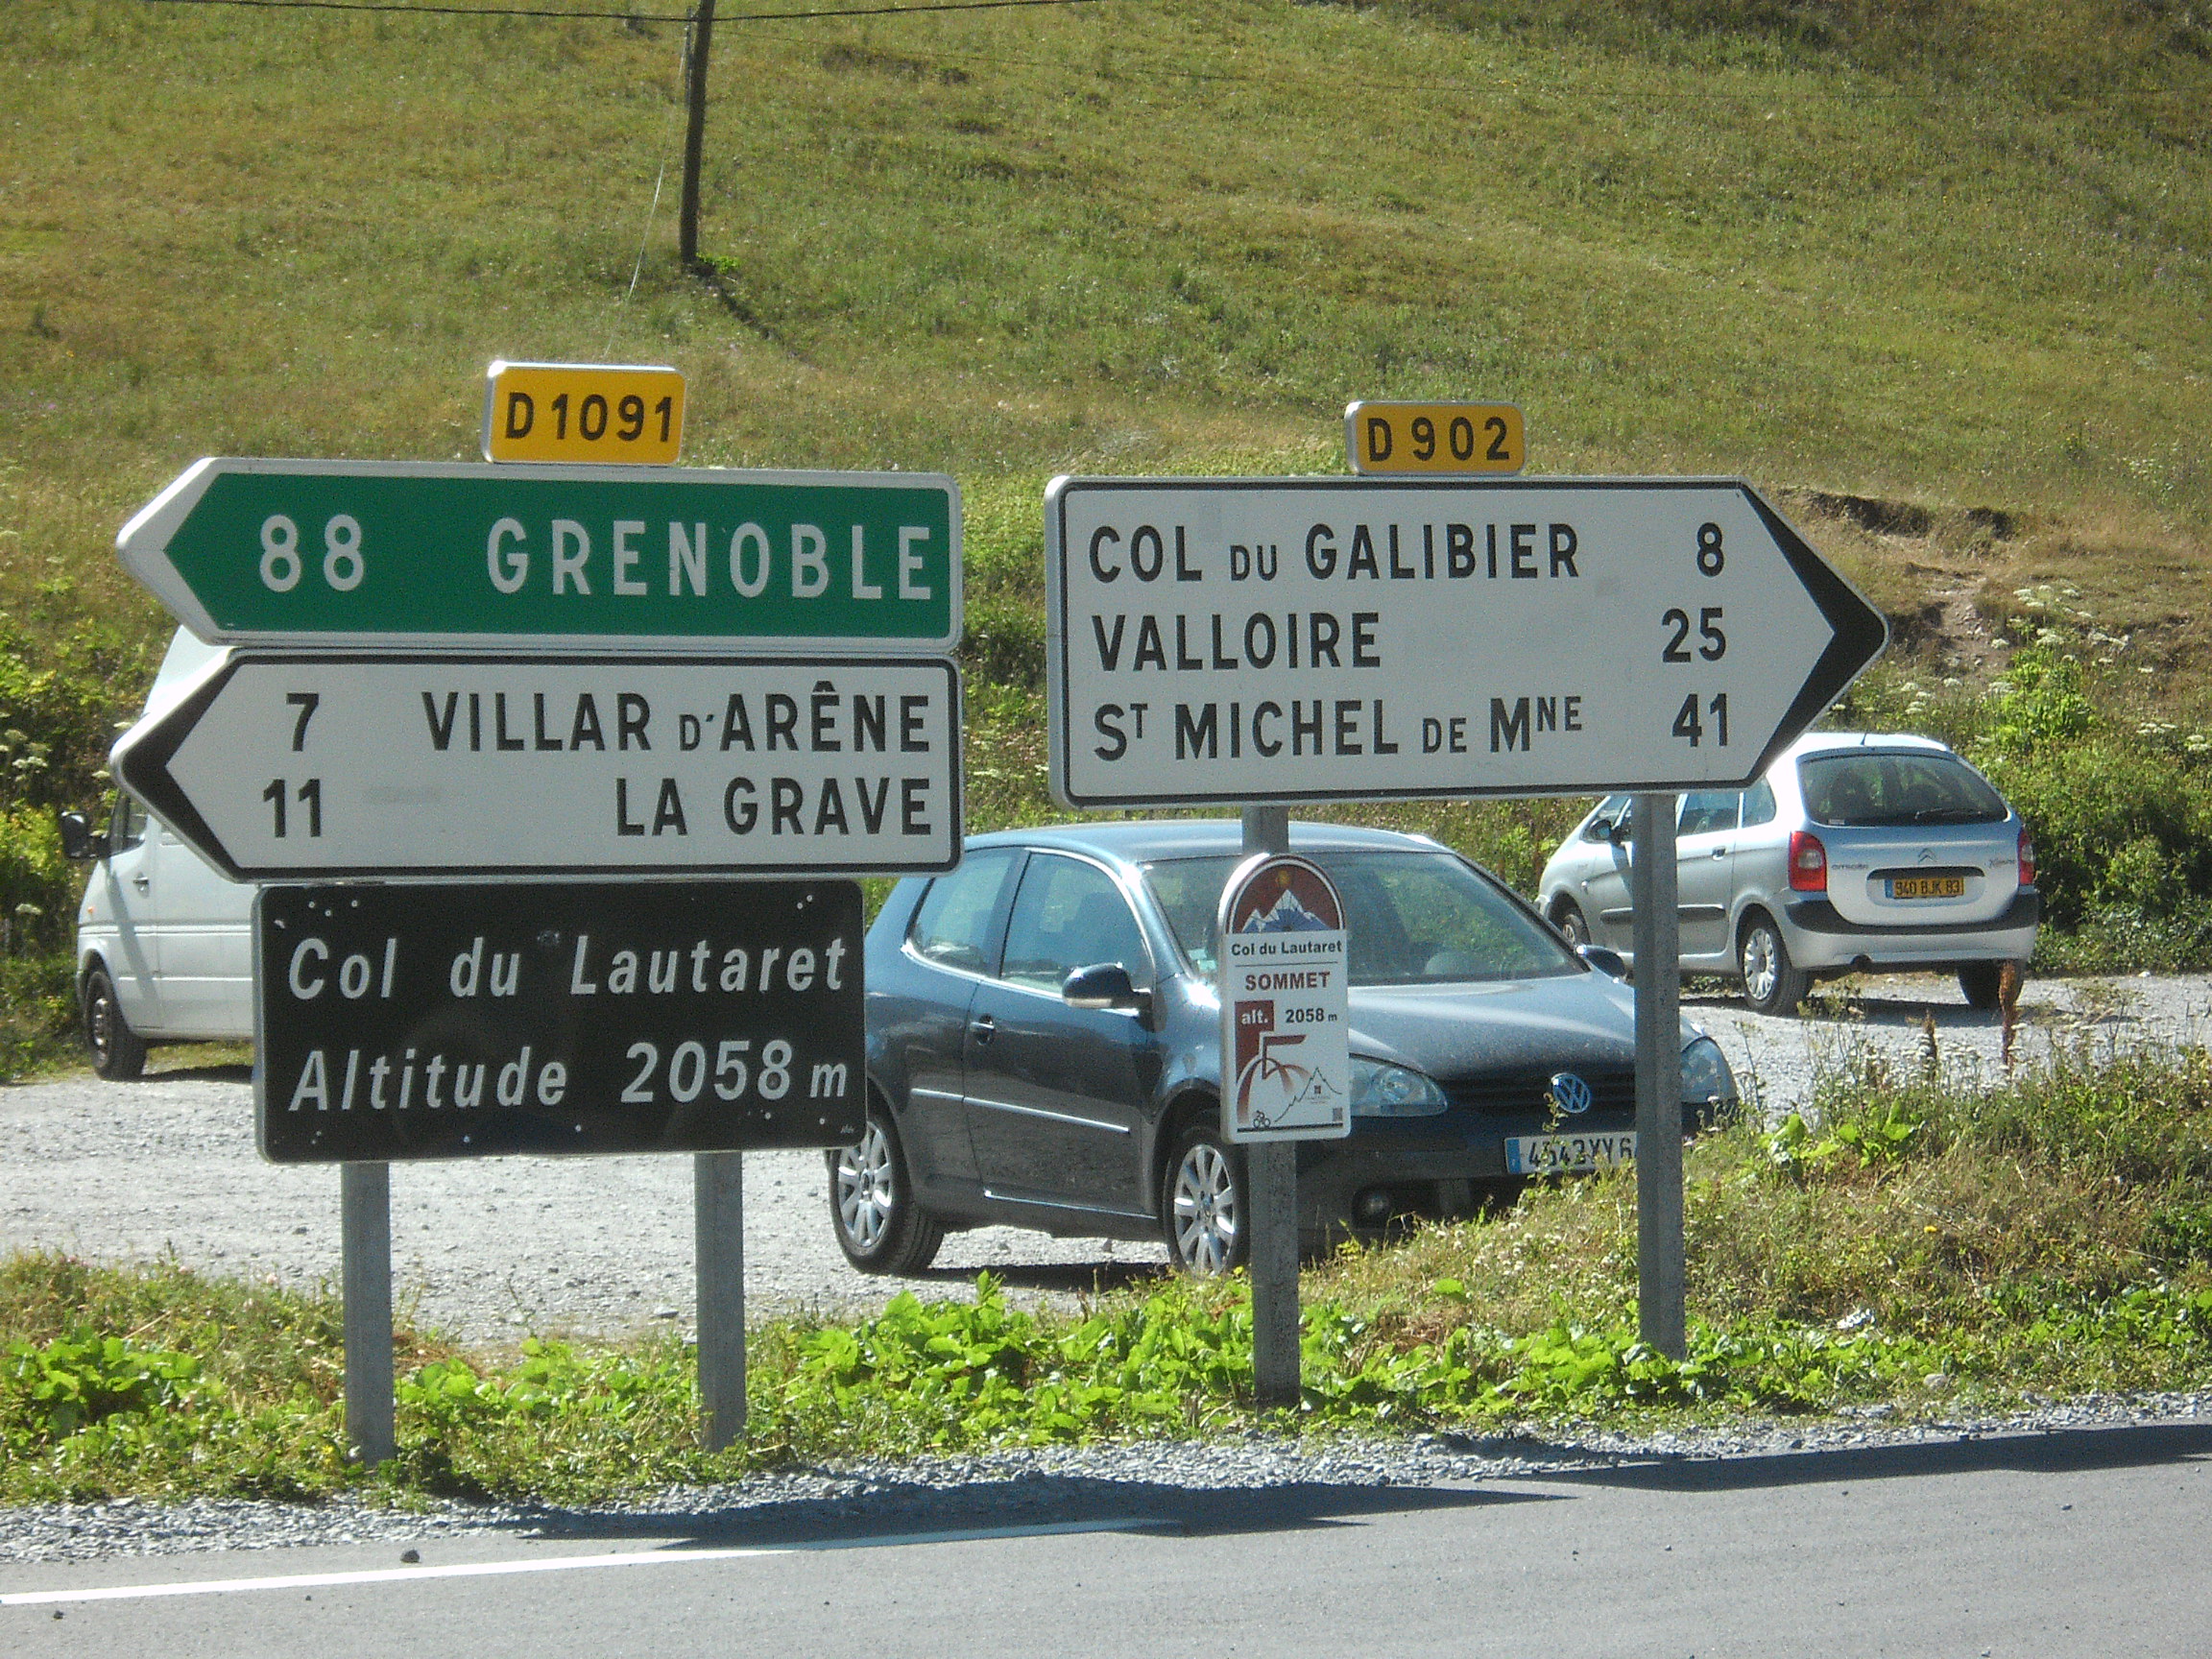 D 1091
88 GRENOBLE
7 VILLAR D'ARÊNE
11 LA GRAVE
Col du Lautaret
Altitude 2058 m
D 902
COL DU GALIBIER 8
VALLOIRE 25
ST MICHEL DE MNE 41
Col du Lautaret
SOMMET
alt. 2058 m
940 BJK 83